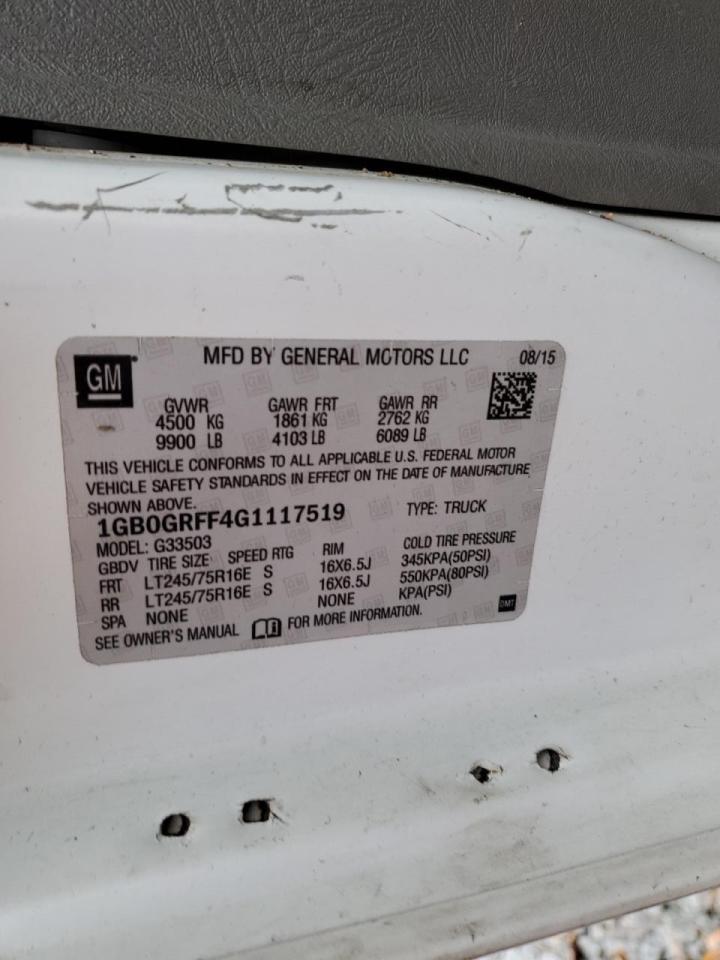 GM
MFD BY GENERAL MOTORS LLC 08/15
GVWR GAWR FRT GAWR RR
4500 KG 1861 KG 2762 KG
9900 LB 4103 LB 6089 LB
THIS VEHICLE CONFORMS TO ALL APPLICABLE U.S. FEDERAL MOTOR
VEHICLE SAFETY STANDARDS IN EFFECT ON THE DATE OF MANUFACTURE
SHOWN ABOVE.
1GB0GRFF4G1117519 TYPE: TRUCK
MODEL: G33503
GBDV TIRE SIZE SPEED RTG RIM COLD TIRE PRESSURE
FRT LT245/75R16E S 16X6.5J 345KPA(50PSI)
RR LT245/75R16E S 16X6.5J 550KPA(80PSI)
SPA NONE NONE KPA(PSI)
SEE OWNER'S MANUAL FOR MORE INFORMATION.
DMT